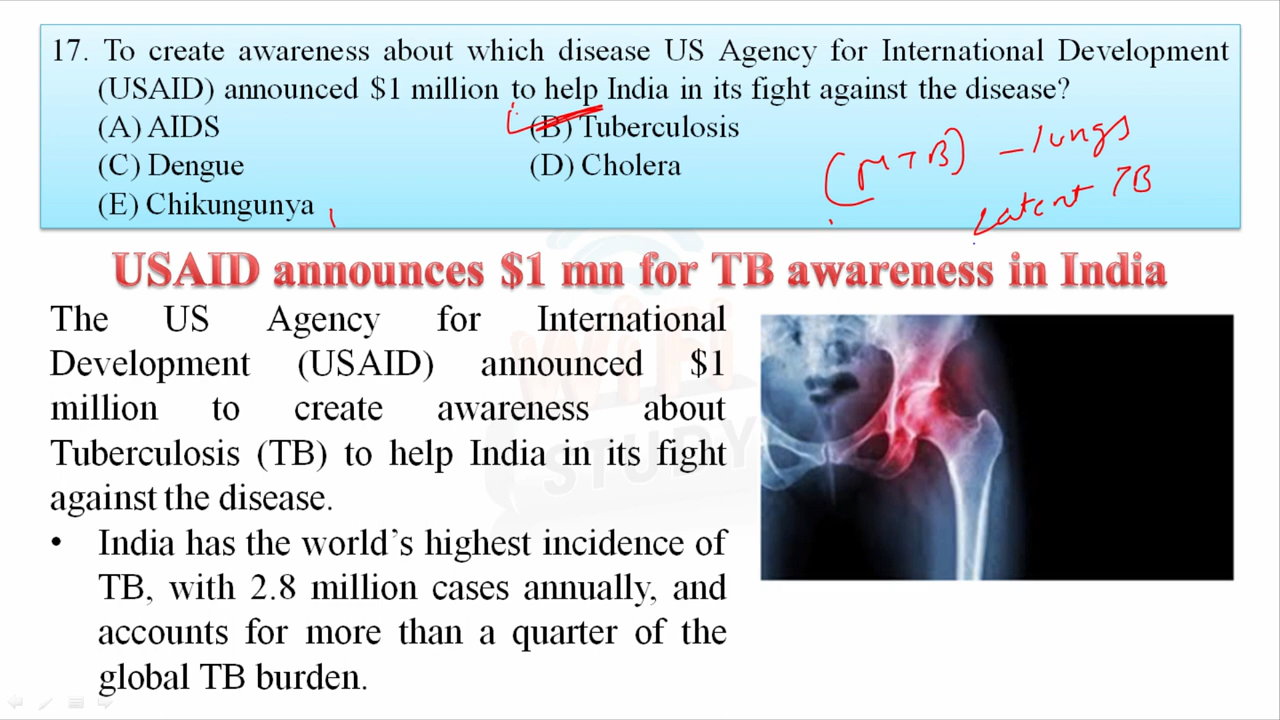 17. To create awareness about which disease US Agency for International Development
(USAID) announced $1 million to help India in its fight against the disease?
(A) AIDS (B) Tuberculosis
(C) Dengue (D) Cholera
(E) Chikungunya
(MTB) - lungs
Latent TB
USAID announces $1 mn for TB awareness in India
The US Agency for International
Development (USAID) announced $1
million to create awareness about
Tuberculosis (TB) to help India in its fight
against the disease.
• India has the world's highest incidence of
TB, with 2.8 million cases annually, and
accounts for more than a quarter of the
global TB burden.
WiFi
STUDY